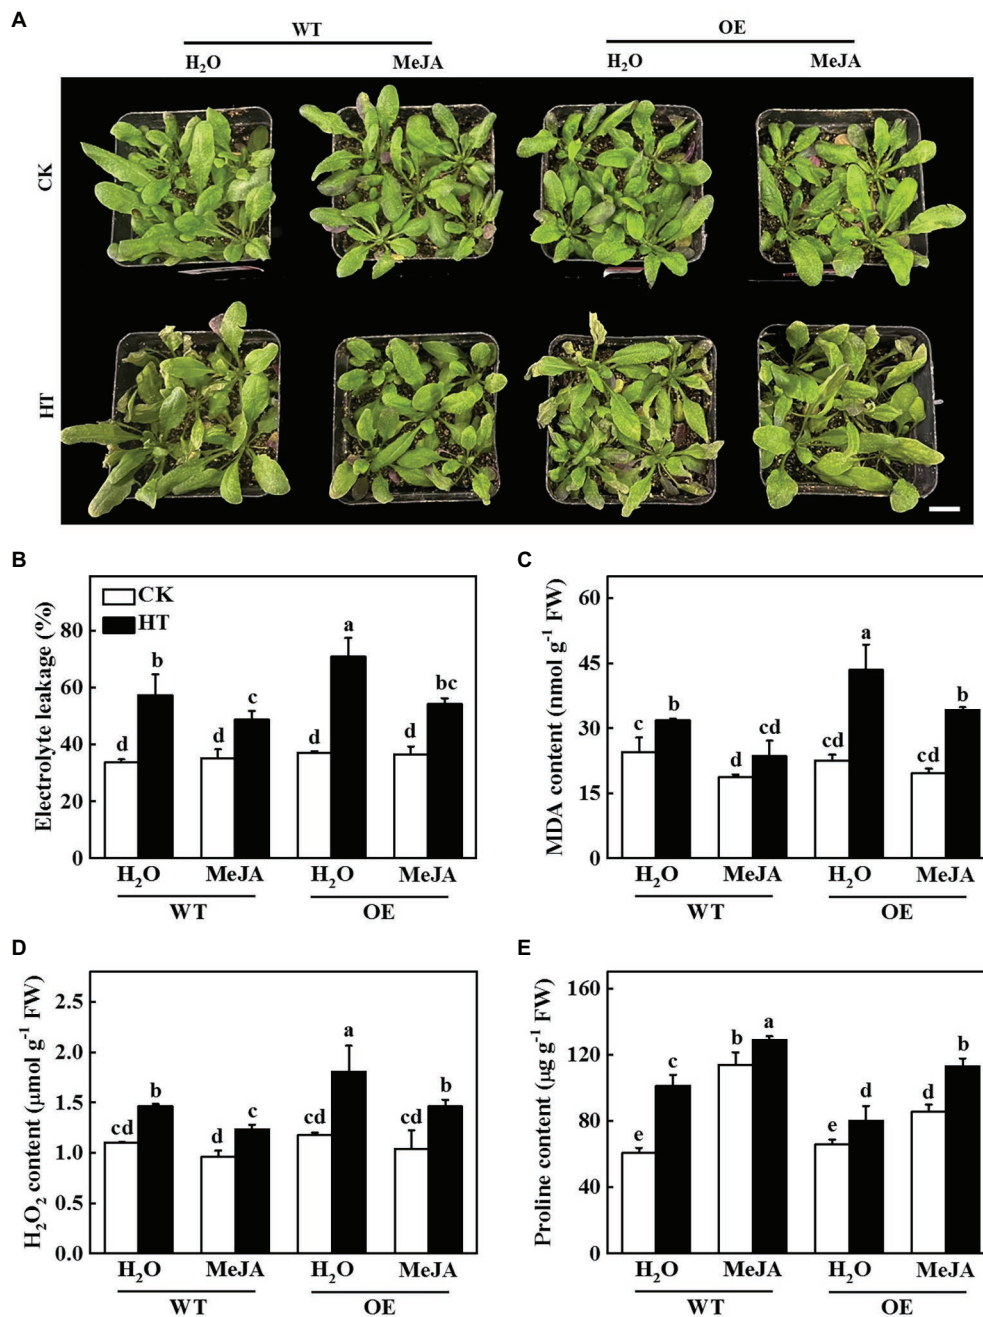 A
WT OE
H₂O MeJA H₂O MeJA
CK
HT
B
Electrolyte leakage (%)
80
60
40
20
0
CK
HT
d b d c d a d bc
H₂O MeJA H₂O MeJA
WT OE
C
MDA content (nmol g⁻¹ FW)
60
45
30
15
0
c b d cd cd a cd b
H₂O MeJA H₂O MeJA
WT OE
D
H₂O₂ content (μmol g⁻¹ FW)
2.5
2.0
1.5
1.0
0.5
0.0
cd b d c cd a cd b
H₂O MeJA H₂O MeJA
WT OE
E
Proline content (μg g⁻¹ FW)
160
120
80
40
0
e c b a e d d b
H₂O MeJA H₂O MeJA
WT OE